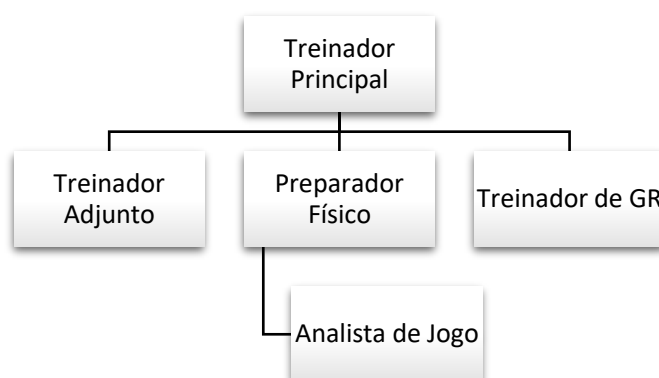 Treinador
Principal
Treinador
Adjunto
Preparador
Físico
Treinador de GR
Analista de Jogo